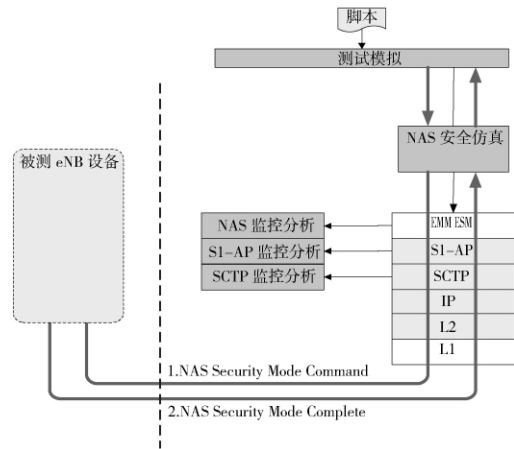 脚本
测试模拟
NAS 安全仿真
被测 eNB 设备
NAS 监控分析
EMM ESM
S1-AP 监控分析
S1-AP
SCTP 监控分析
SCTP
IP
L2
L1
1.NAS Security Mode Command
2.NAS Security Mode Complete